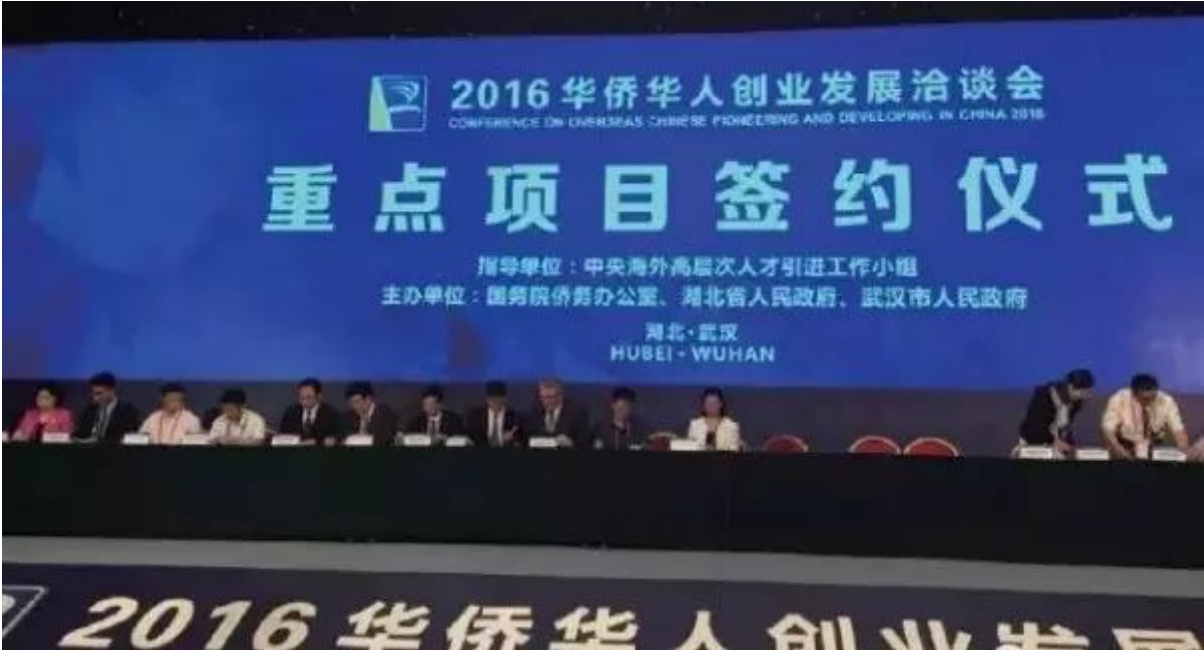 2016华侨华人创业发展洽谈会
CONFERENCE ON OVERSEAS CHINESE PIONEERING AND DEVELOPING IN CHINA 2016
重点项目签约仪式
指导单位：中央海外高层次人才引进工作小组
主办单位：国务院侨务办公室、湖北省人民政府、武汉市人民政府
湖北·武汉
HUBEI - WUHAN
2016 华侨华人创业发展